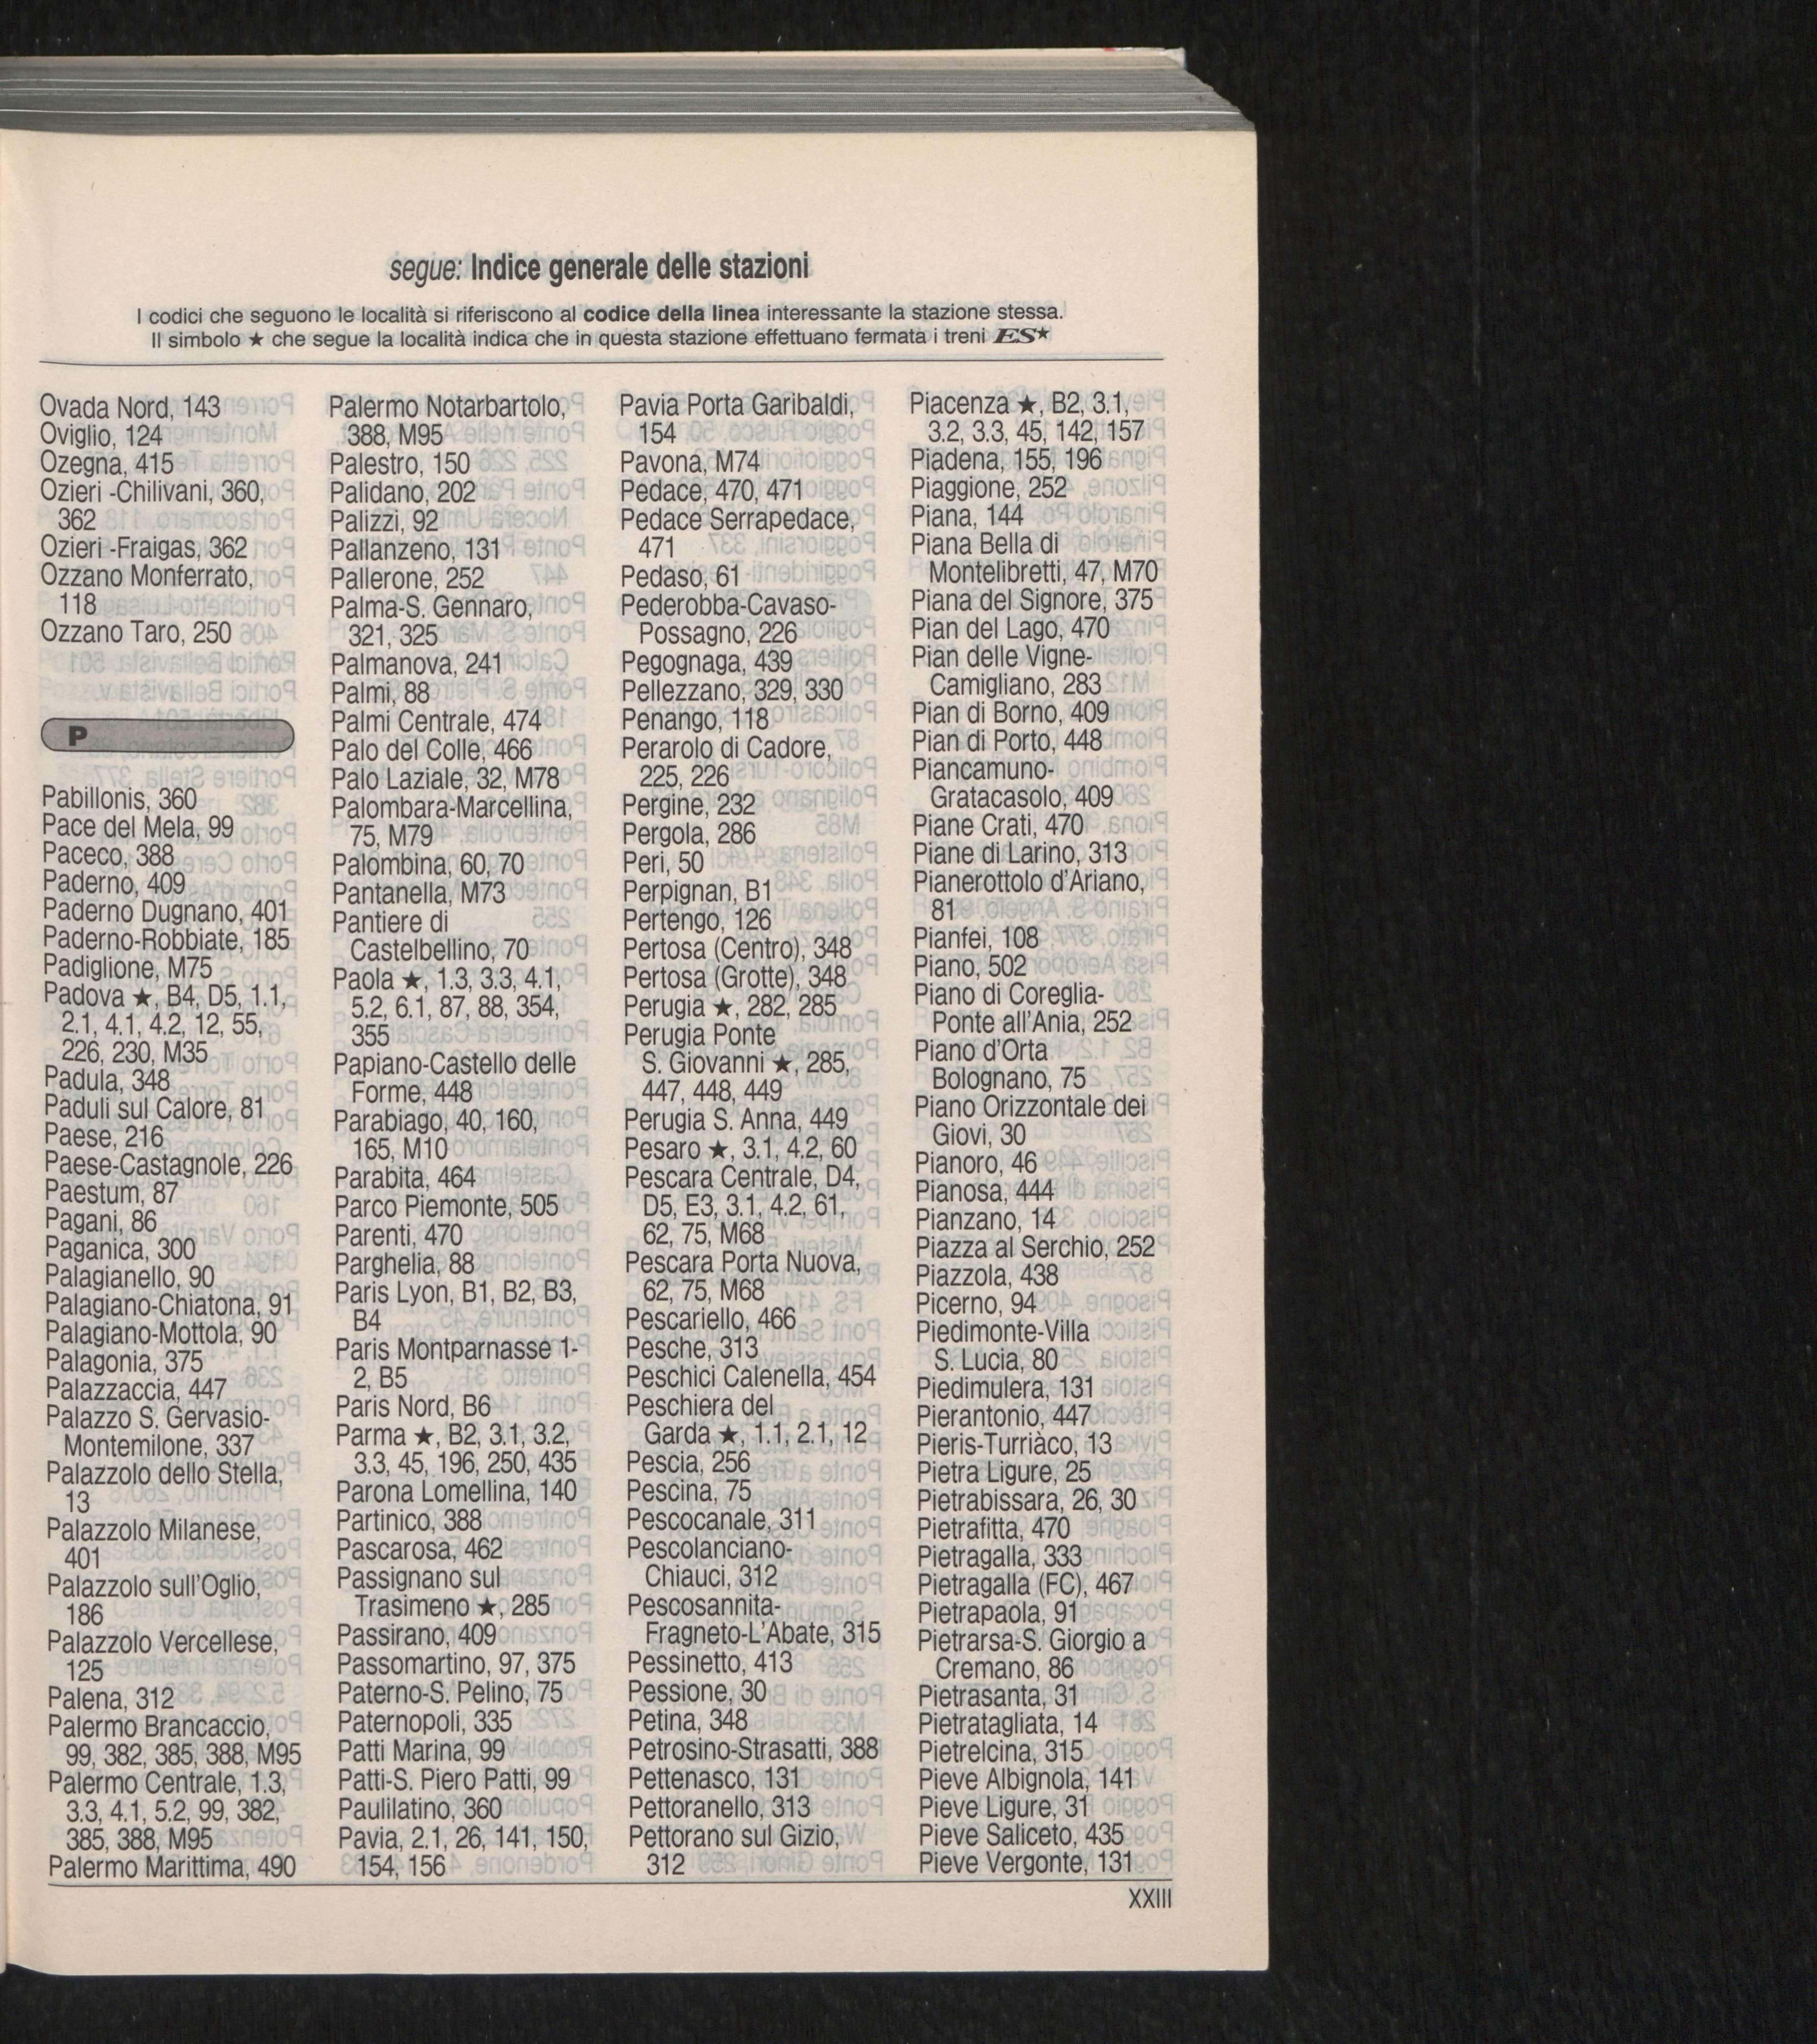 segue: Indice generale delle stazioni
I codici che seguono le località si riferiscono al codice della linea interessante la stazione stessa.
Il simbolo ★ che segue la località indica che in questa stazione effettuano fermata i treni ES★
Ovada Nord, 143
Oviglio, 124
Ozegna, 415
Ozieri -Chilivani, 360,
362
Ozieri -Fraigas, 362
Ozzano Monferrato,
118
Ozzano Taro, 250
P
Pabillonis, 360
Pace del Mela, 99
Paceco, 388
Paderno, 409
Paderno Dugnano, 401
Paderno-Robbiate, 185
Padiglione, M75
Padova ★, B4, D5, 1.1,
2.1, 4.1, 4.2, 12, 55,
226, 230, M35
Padula, 348
Paduli sul Calore, 81
Paese, 216
Paese-Castagnole, 226
Paestum, 87
Pagani, 86
Paganica, 300
Palagianello, 90
Palagiano-Chiatona, 91
Palagiano-Mottola, 90
Palagonia, 375
Palazzaccia, 447
Palazzo S. Gervasio-
Montemilone, 337
Palazzolo dello Stella,
13
Palazzolo Milanese,
401
Palazzolo sull'Oglio,
186
Palazzolo Vercellese,
125
Palena, 312
Palermo Brancaccio,
99, 382, 385, 388, M95
Palermo Centrale, 1.3,
3.3, 4.1, 5.2, 99, 382,
385, 388, M95
Palermo Marittima, 490
Palermo Notarbartolo,
388, M95
Palestro, 150
Palidano, 202
Palizzi, 92
Pallanzeno, 131
Pallerone, 252
Palma-S. Gennaro,
321, 325
Palmanova, 241
Palmi, 88
Palmi Centrale, 474
Palo del Colle, 466
Palo Laziale, 32, M78
Palombara-Marcellina,
75, M79
Palombina, 60, 70
Pantanella, M73
Pantiere di
Castelbellino, 70
Paola ★, 1.3, 3.3, 4.1,
5.2, 6.1, 87, 88, 354,
355
Papiano-Castello delle
Forme, 448
Parabiago, 40, 160,
165, M10
Parabita, 464
Parco Piemonte, 505
Parenti, 470
Parghelia, 88
Paris Lyon, B1, B2, B3,
B4
Paris Montparnasse 1-
2, B5
Paris Nord, B6
Parma ★, B2, 3.1, 3.2,
3.3, 45, 196, 250, 435
Parona Lomellina, 140
Partinico, 388
Pascarosa, 462
Passignano sul
Trasimeno ★, 285
Passirano, 409
Passomartino, 97, 375
Paterno-S. Pelino, 75
Paternopoli, 335
Patti Marina, 99
Patti-S. Piero Patti, 99
Paulilatino, 360
Pavia, 2.1, 26, 141, 150,
154, 156
Pavia Porta Garibaldi,
154
Pavona, M74
Pedace, 470, 471
Pedace Serrapedace,
471
Pedaso, 61
Pederobba-Cavaso-
Possagno, 226
Pegognaga, 439
Pellezzano, 329, 330
Penango, 118
Perarolo di Cadore,
225, 226
Pergine, 232
Pergola, 286
Peri, 50
Perpignan, B1
Pertengo, 126
Pertosa (Centro), 348
Pertosa (Grotte), 348
Perugia ★, 282, 285
Perugia Ponte
S. Giovanni ★, 285,
447, 448, 449
Perugia S. Anna, 449
Pesaro ★, 3.1, 4.2, 60
Pescara Centrale, D4,
D5, E3, 3.1, 4.2, 61,
62, 75, M68
Pescara Porta Nuova,
62, 75, M68
Pescariello, 466
Pesche, 313
Peschici Calenella, 454
Peschiera del
Garda ★, 1.1, 2.1, 12
Pescia, 256
Pescina, 75
Pescocanale, 311
Pescolanciano-
Chiauci, 312
Pescosannita-
Fragneto-L'Abate, 315
Pessinetto, 413
Pessione, 30
Petina, 348
Petrosino-Strasatti, 388
Pettenasco, 131
Pettoranello, 313
Pettorano sul Gizio,
312
Piacenza ★, B2, 3.1,
3.2, 3.3, 45, 142, 157
Piadena, 155, 196
Piaggione, 252
Piana, 144
Piana Bella di
Montelibretti, 47, M70
Piana del Signore, 375
Pian del Lago, 470
Pian delle Vigne-
Camigliano, 283
Pian di Borno, 409
Pian di Porto, 448
Piancamuno-
Gratacasolo, 409
Piane Crati, 470
Piane di Larino, 313
Pianerottolo d'Ariano,
81
Pianfei, 108
Piano, 502
Piano di Coreglia-
Ponte all'Ania, 252
Piano d'Orta
Bolognano, 75
Piano Orizzontale dei
Giovi, 30
Pianoro, 46
Pianosa, 444
Pianzano, 14
Piazza al Serchio, 252
Piazzola, 438
Picerno, 94
Piedimonte-Villa
S. Lucia, 80
Piedimulera, 131
Pierantonio, 447
Pieris-Turriàco, 13
Pietra Ligure, 25
Pietrabissara, 26, 30
Pietrafitta, 470
Pietragalla, 333
Pietragalla (FC), 467
Pietrapaola, 91
Pietrarsa-S. Giorgio a
Cremano, 86
Pietrasanta, 31
Pietratagliata, 14
Pietrelcina, 315
Pieve Albignola, 141
Pieve Ligure, 31
Pieve Saliceto, 435
Pieve Vergonte, 131
XXIII